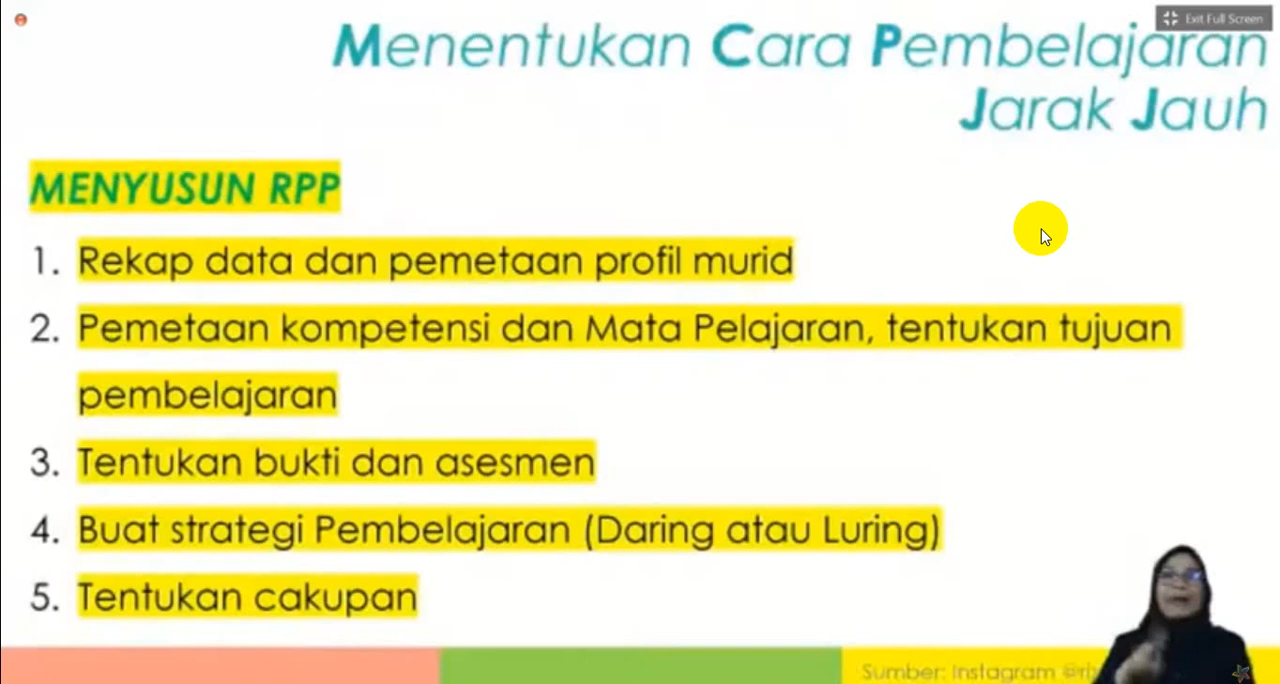 Exit Full Screen
Menentukan Cara Pembelajaran
Jarak Jauh
MENYUSUN RPP
1. Rekap data dan pemetaan profil murid
2. Pemetaan kompetensi dan Mata Pelajaran, tentukan tujuan
pembelajaran
3. Tentukan bukti dan asesmen
4. Buat strategi Pembelajaran (Daring atau Luring)
5. Tentukan cakupan
Sumber: Instagram